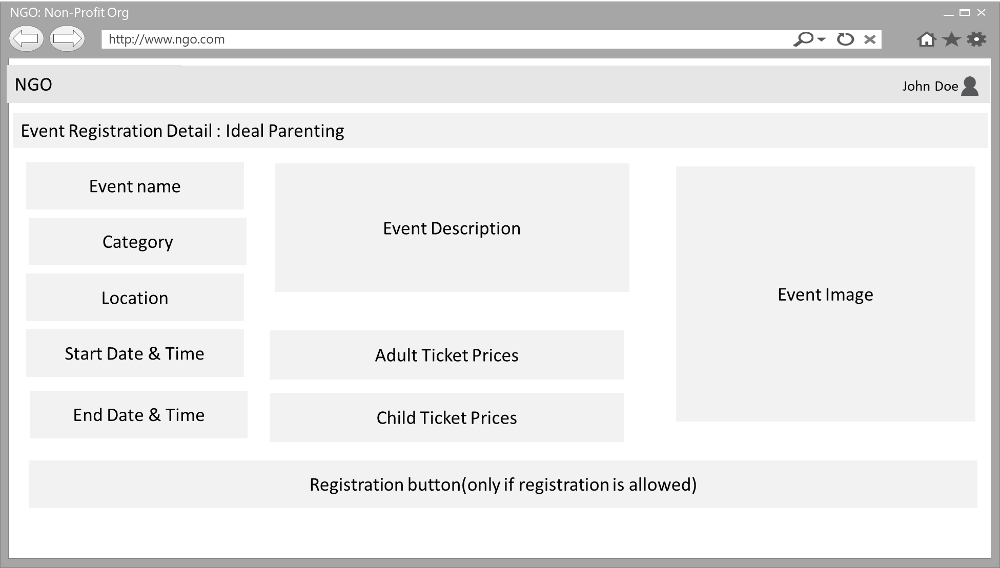 NGO: Non-Profit Org
http://www.ngo.com
NGO
John Doe
Event Registration Detail : Ideal Parenting
Event name
Category
Location
Start Date & Time
End Date & Time
Event Description
Adult Ticket Prices
Child Ticket Prices
Event Image
Registration button(only if registration is allowed)